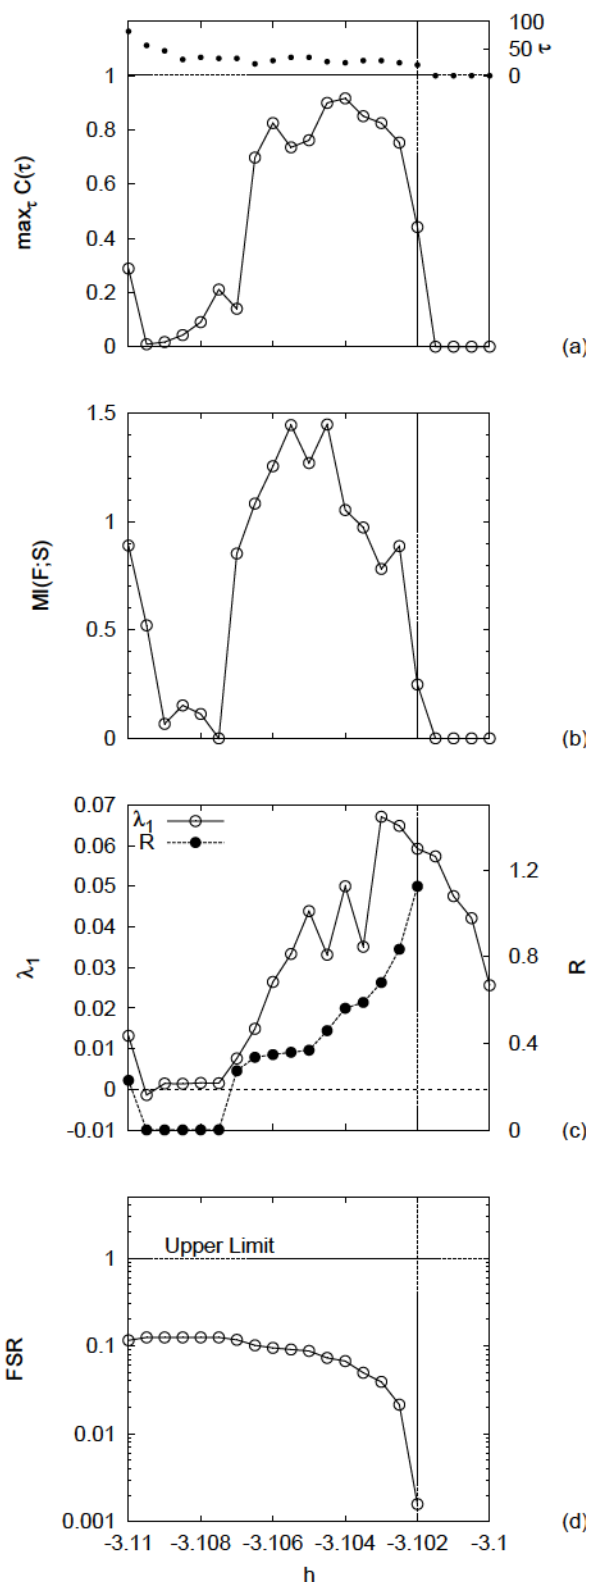 100
50 τ
0
1
0.8
0.6
0.4
0.2
0
max_τ C(τ)
(a)
1.5
1
0.5
0
MI(F;S)
(b)
0.07
0.06
0.05
0.04
0.03
0.02
0.01
0
-0.01
λ₁
R
λ₁
1.2
0.8
0.4
0
R
(c)
Upper Limit
1
0.1
0.01
0.001
FSR
(d)
-3.11 -3.108 -3.106 -3.104 -3.102 -3.1
h